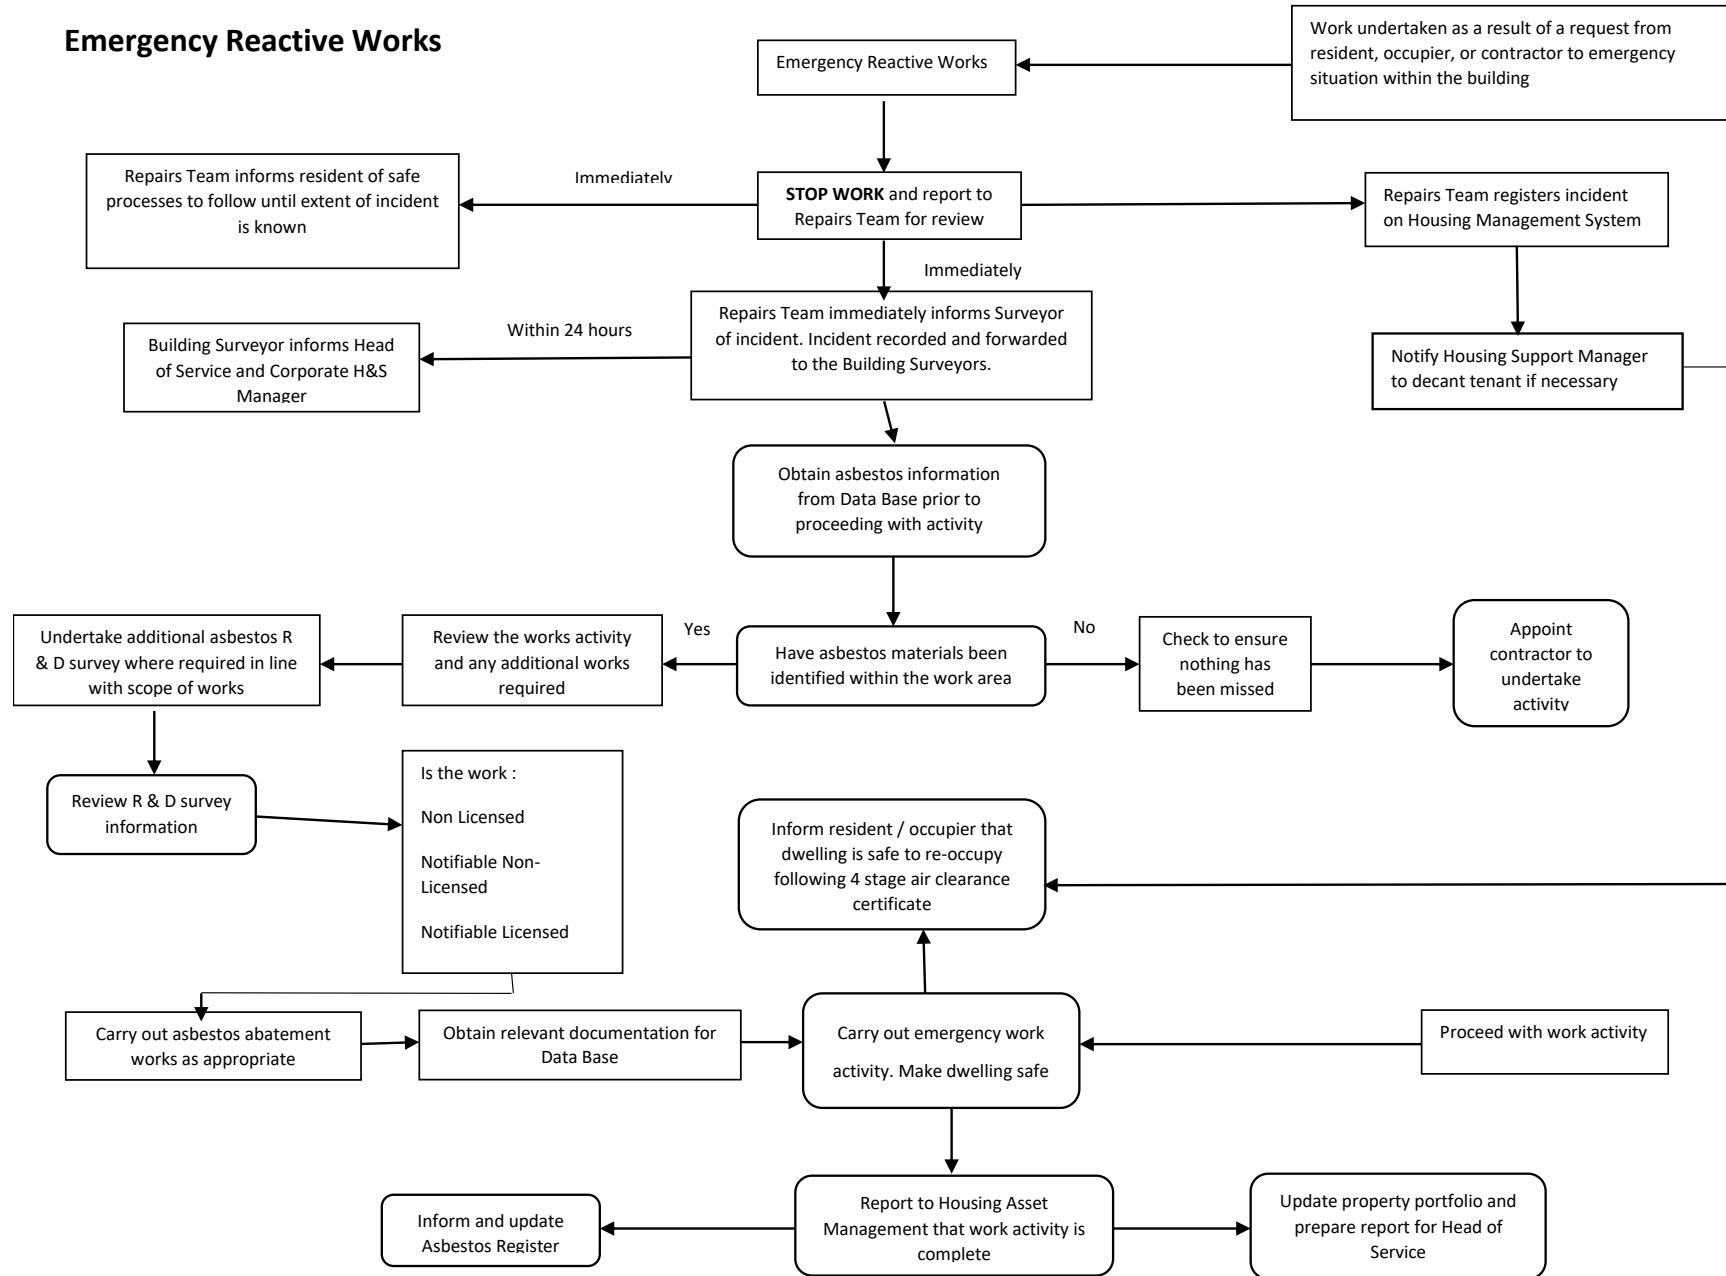 Emergency Reactive Works
Emergency Reactive Works
Work undertaken as a result of a request from
resident, occupier, or contractor to emergency
situation within the building
Repairs Team informs resident of safe
processes to follow until extent of incident
is known
Immediately
STOP WORK and report to
Repairs Team for review
Repairs Team registers incident
on Housing Management System
Immediately
Building Surveyor informs Head
of Service and Corporate H&S
Manager
Within 24 hours
Repairs Team immediately informs Surveyor
of incident. Incident recorded and forwarded
to the Building Surveyors.
Notify Housing Support Manager
to decant tenant if necessary
Obtain asbestos information
from Data Base prior to
proceeding with activity
Undertake additional asbestos R
& D survey where required in line
with scope of works
Review the works activity
and any additional works
required
Yes
Have asbestos materials been
identified within the work area
No
Check to ensure
nothing has
been missed
Appoint
contractor to
undertake
activity
Review R & D survey
information
Is the work :
Non Licensed
Notifiable Non-
Licensed
Notifiable Licensed
Inform resident / occupier that
dwelling is safe to re-occupy
following 4 stage air clearance
certificate
Carry out asbestos abatement
works as appropriate
Obtain relevant documentation for
Data Base
Carry out emergency work
activity. Make dwelling safe
Proceed with work activity
Inform and update
Asbestos Register
Report to Housing Asset
Management that work activity is
complete
Update property portfolio and
prepare report for Head of
Service